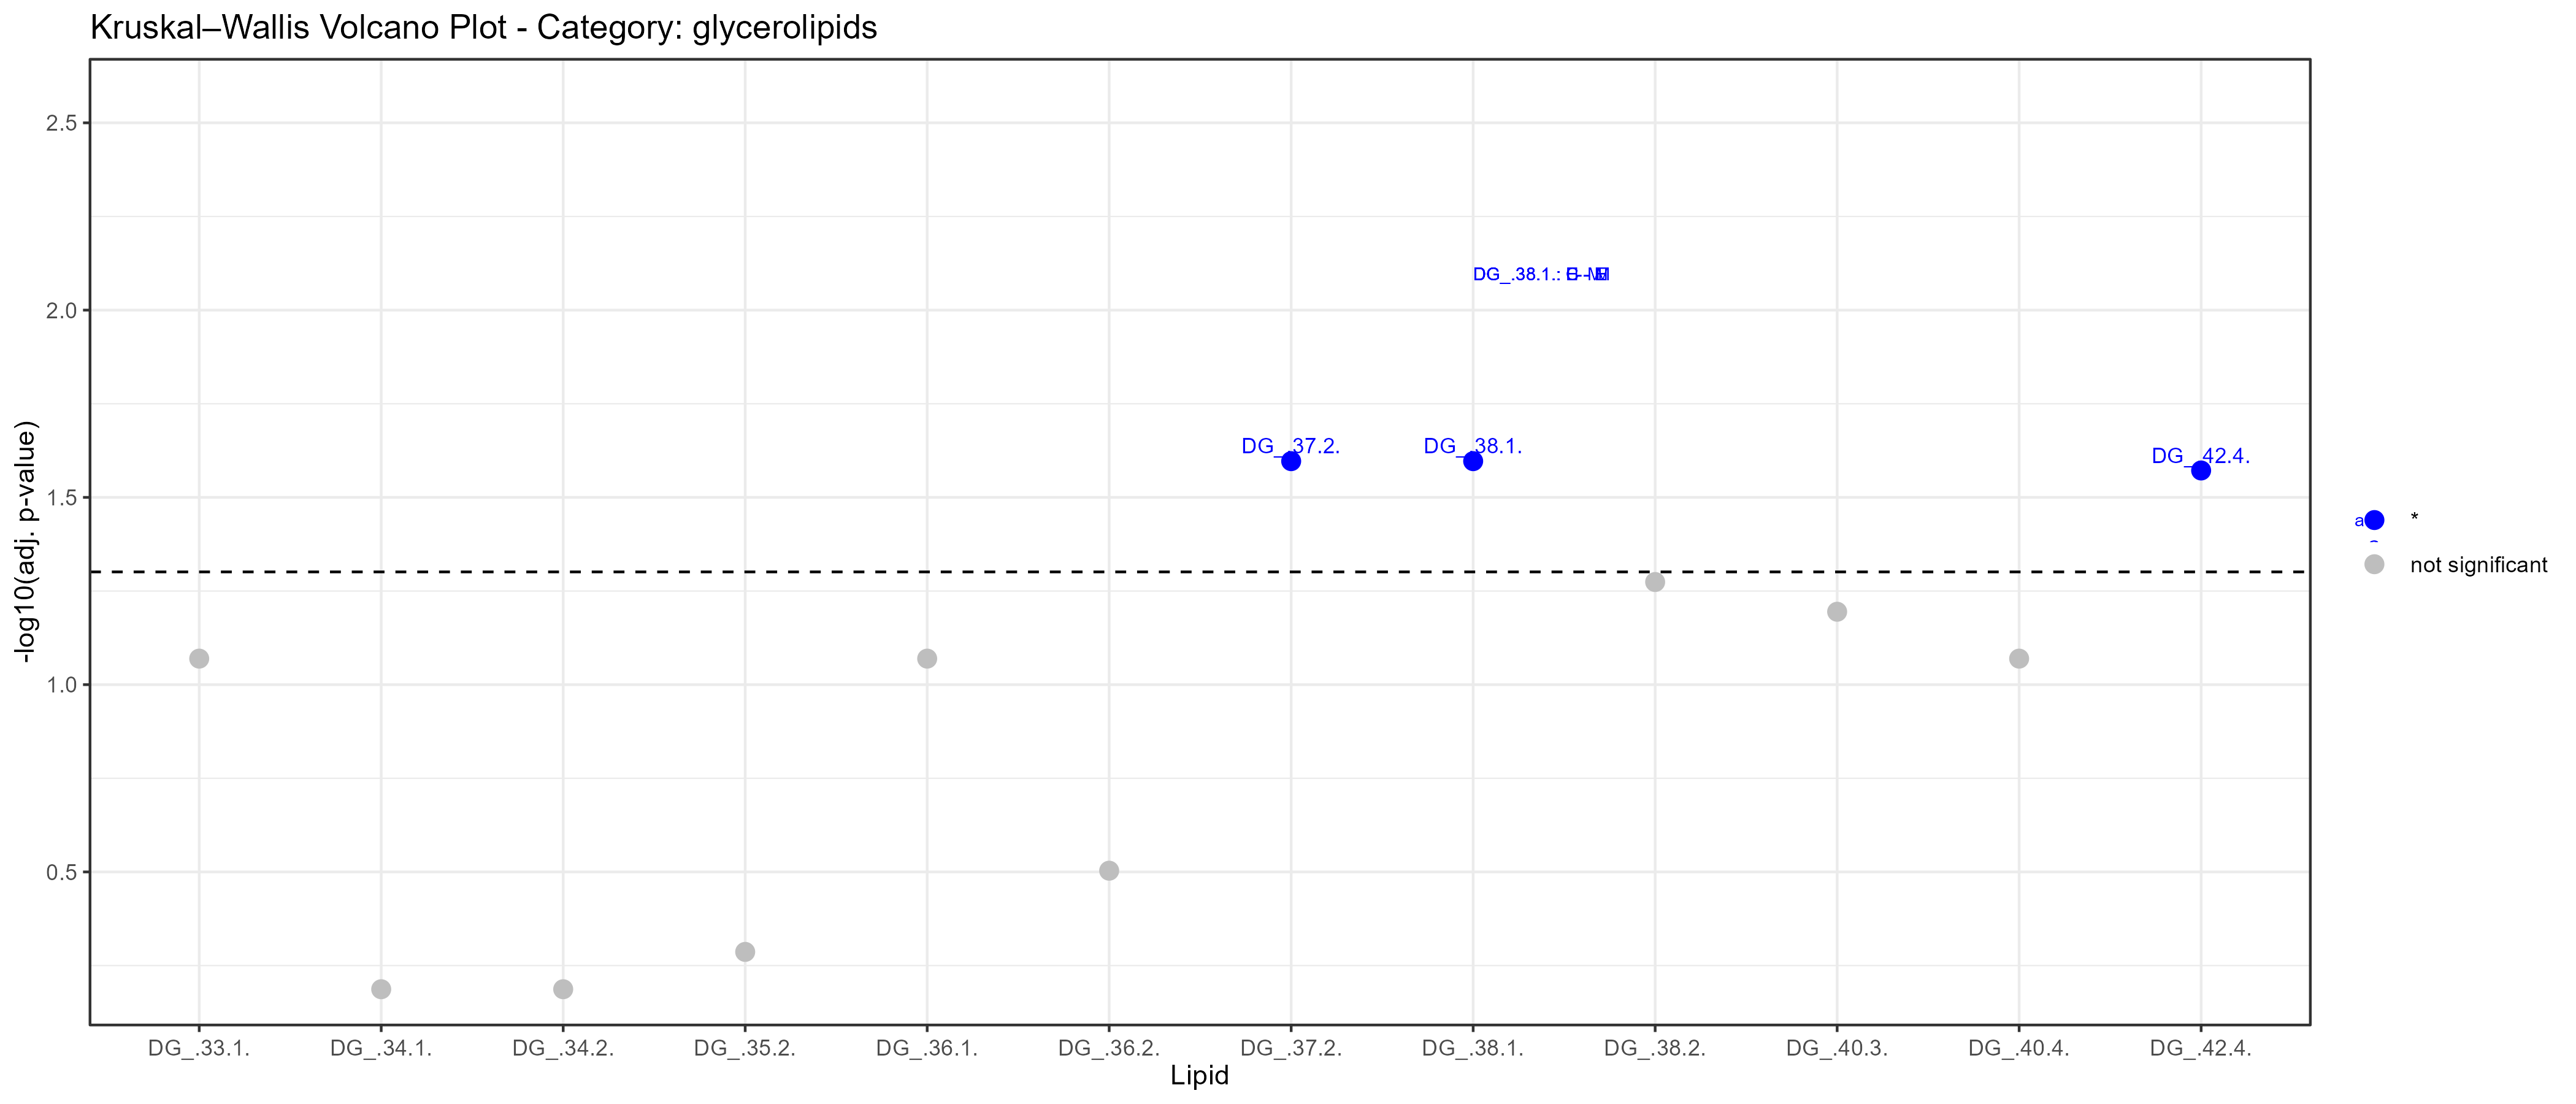 Kruskal–Wallis Volcano Plot - Category: glycerolipids
-log10(adj. p-value)
2.5
2.0
1.5
1.0
0.5
DG_.38.1.:
DG_.37.2.
DG_.38.1.
DG_.42.4.
a
*
not significant
DG_.33.1.
DG_.34.1.
DG_.34.2.
DG_.35.2.
DG_.36.1.
DG_.36.2.
DG_.37.2.
DG_.38.1.
DG_.38.2.
DG_.40.3.
DG_.40.4.
DG_.42.4.
Lipid